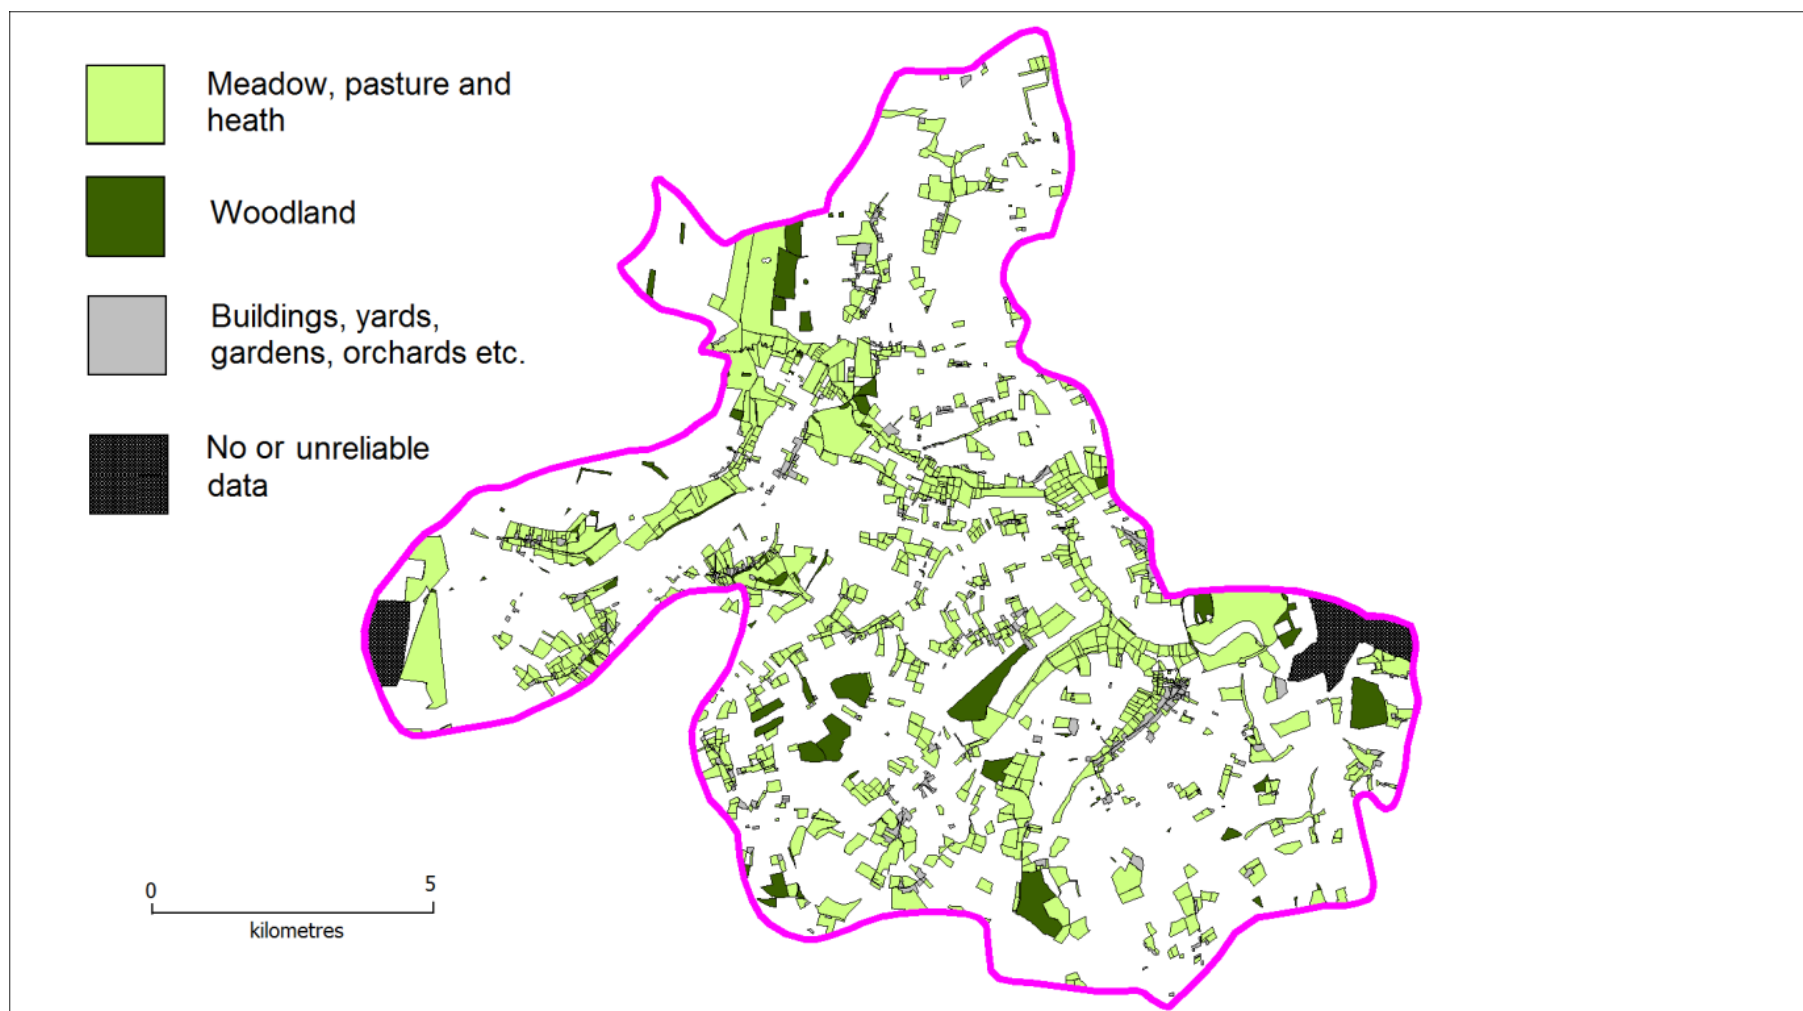 Meadow, pasture and
heath
Woodland
Buildings, yards,
gardens, orchards etc.
No or unreliable
data
0 5
kilometres